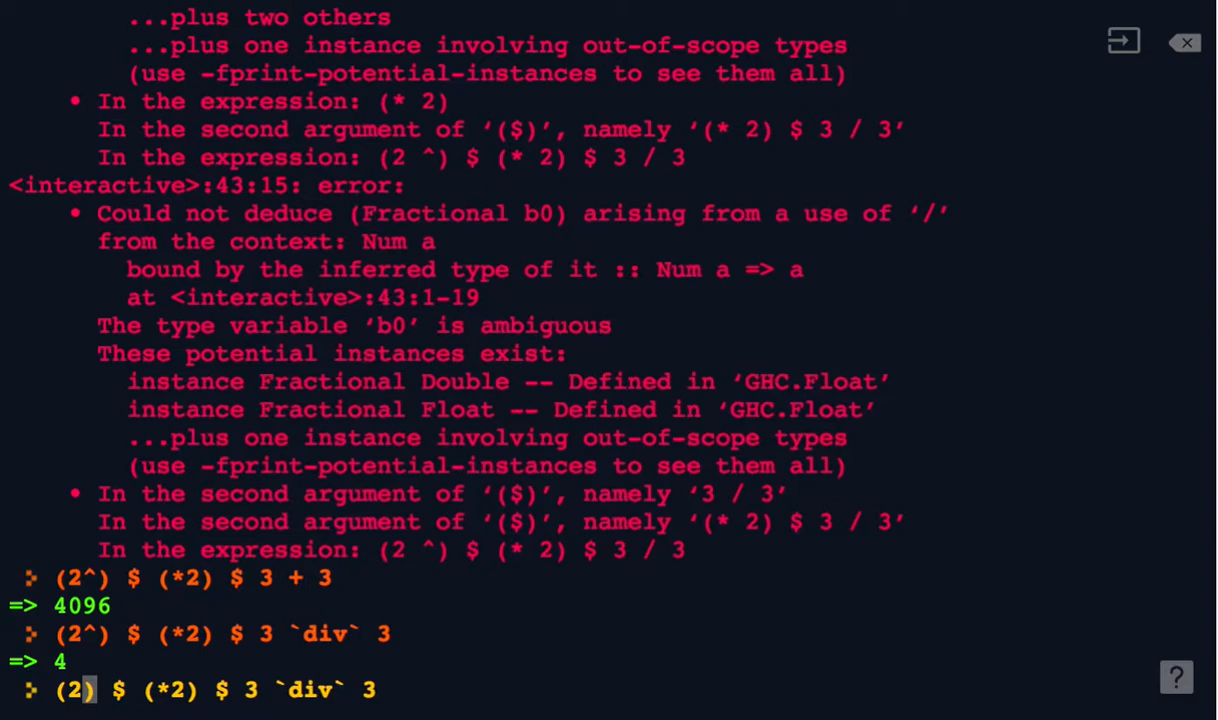 ...plus two others
...plus one instance involving out-of-scope types
(use -fprint-potential-instances to see them all)
• In the expression: (* 2)
In the second argument of ‘($)’, namely ‘(* 2) $ 3 / 3’
In the expression: (2 ^) $ (* 2) $ 3 / 3
<interactive>:43:15: error:
• Could not deduce (Fractional b0) arising from a use of ‘/’
from the context: Num a
bound by the inferred type of it :: Num a => a
at <interactive>:43:1-19
The type variable ‘b0’ is ambiguous
These potential instances exist:
instance Fractional Double -- Defined in ‘GHC.Float’
instance Fractional Float -- Defined in ‘GHC.Float’
...plus one instance involving out-of-scope types
(use -fprint-potential-instances to see them all)
• In the second argument of ‘($)’, namely ‘3 / 3’
In the second argument of ‘($)’, namely ‘(* 2) $ 3 / 3’
In the expression: (2 ^) $ (* 2) $ 3 / 3
(2^) $ (*2) $ 3 + 3
=> 4096
(2^) $ (*2) $ 3 `div` 3
=> 4
(2) $ (*2) $ 3 `div` 3
?